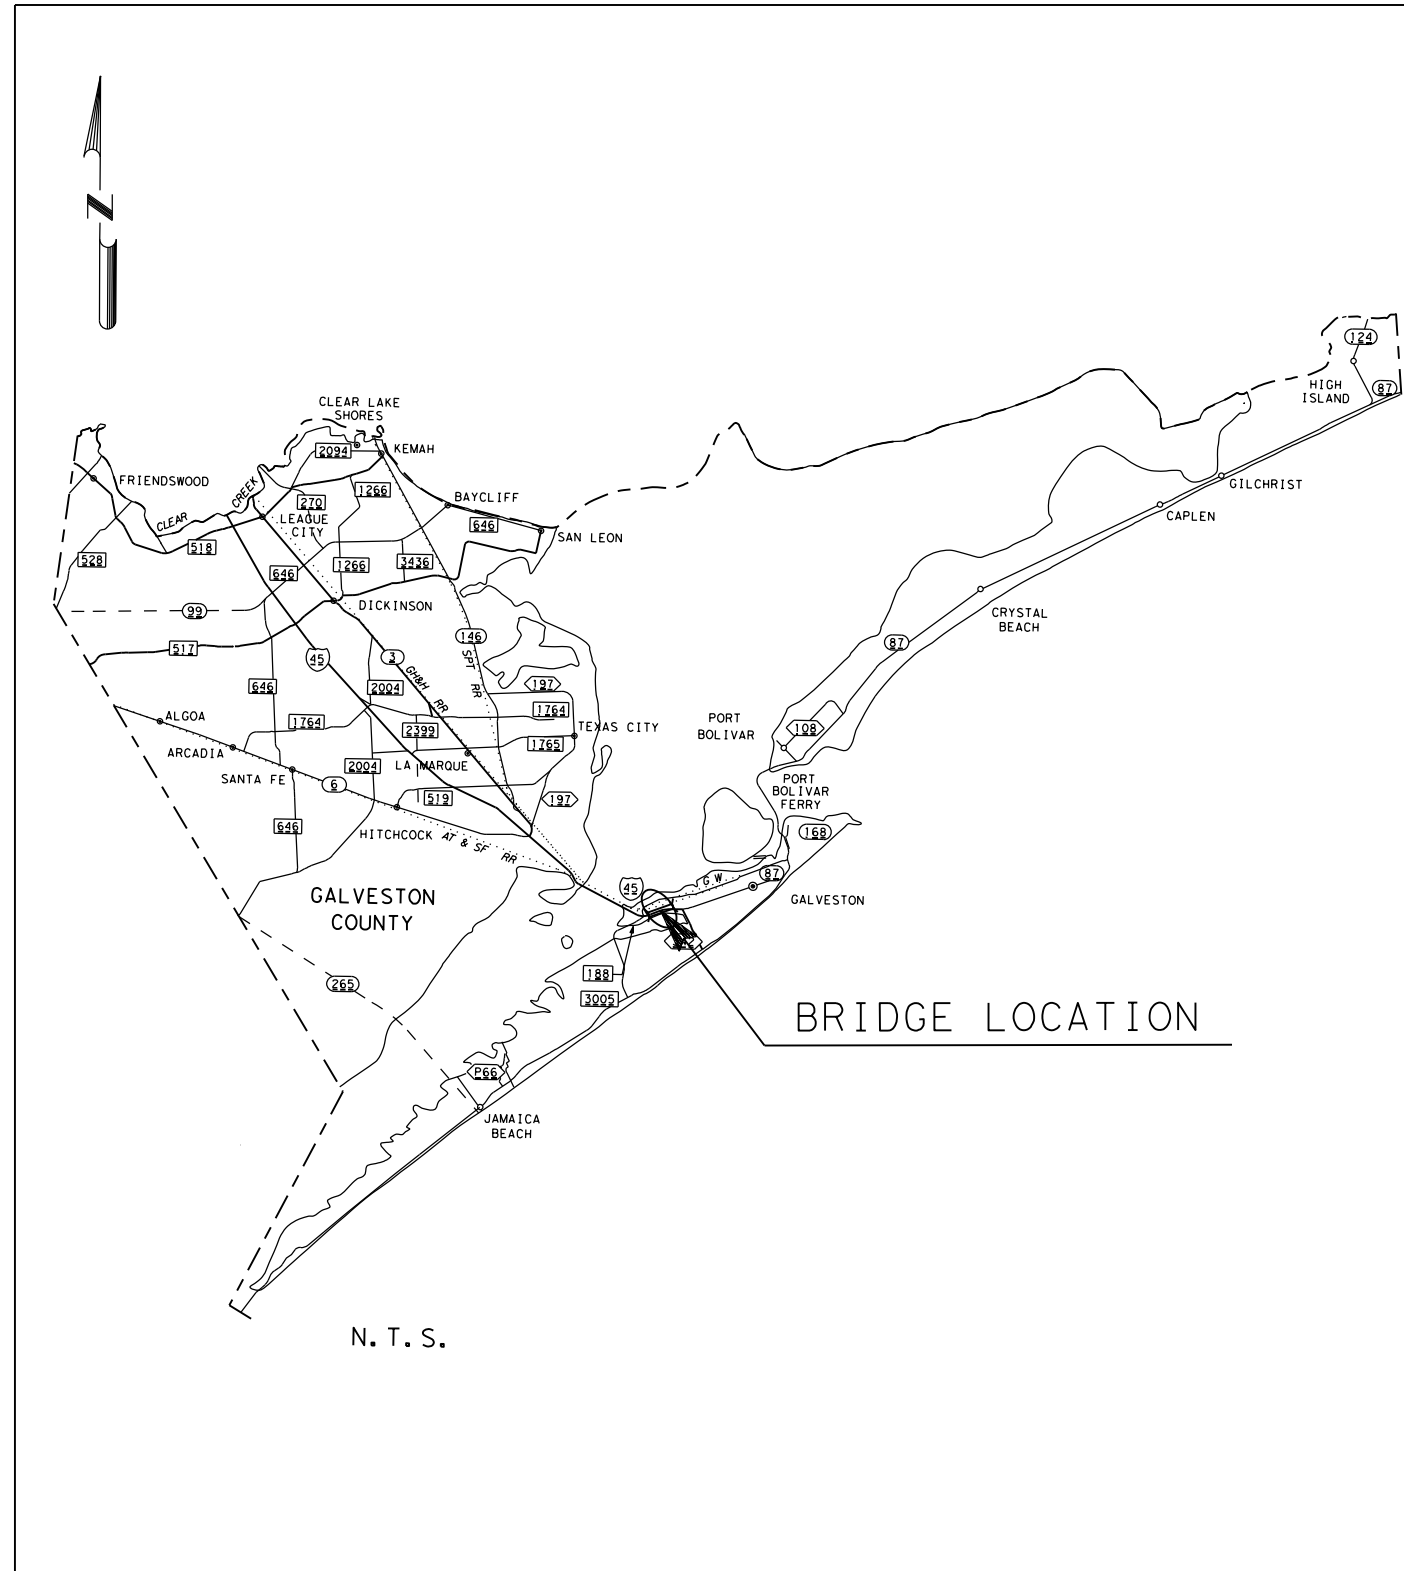 N
124
HIGH
ISLAND
87
CLEAR LAKE
SHORES
2094
KEMAH
FRIENDSWOOD
CREEK
CLEAR
270
1266
BAYCLIFF
GILCHRIST
LEAGUE
CITY
646
SAN LEON
CAPLEN
518
528
646
1266
3436
99
DICKINSON
CRYSTAL
BEACH
517
45
3
146
87
SPT RR
GH&H RR
646
2004
197
ALGOA
1764
2399
1764
TEXAS CITY
PORT
BOLIVAR
108
ARCADIA
1765
SANTA FE
2004
LA MARQUE
6
519
197
PORT
BOLIVAR
FERRY
646
HITCHCOCK
AT & SF RR
168
GALVESTON
COUNTY
45
G W
87
GALVESTON
188
265
3005
BRIDGE LOCATION
P66
JAMAICA
BEACH
N.T.S.